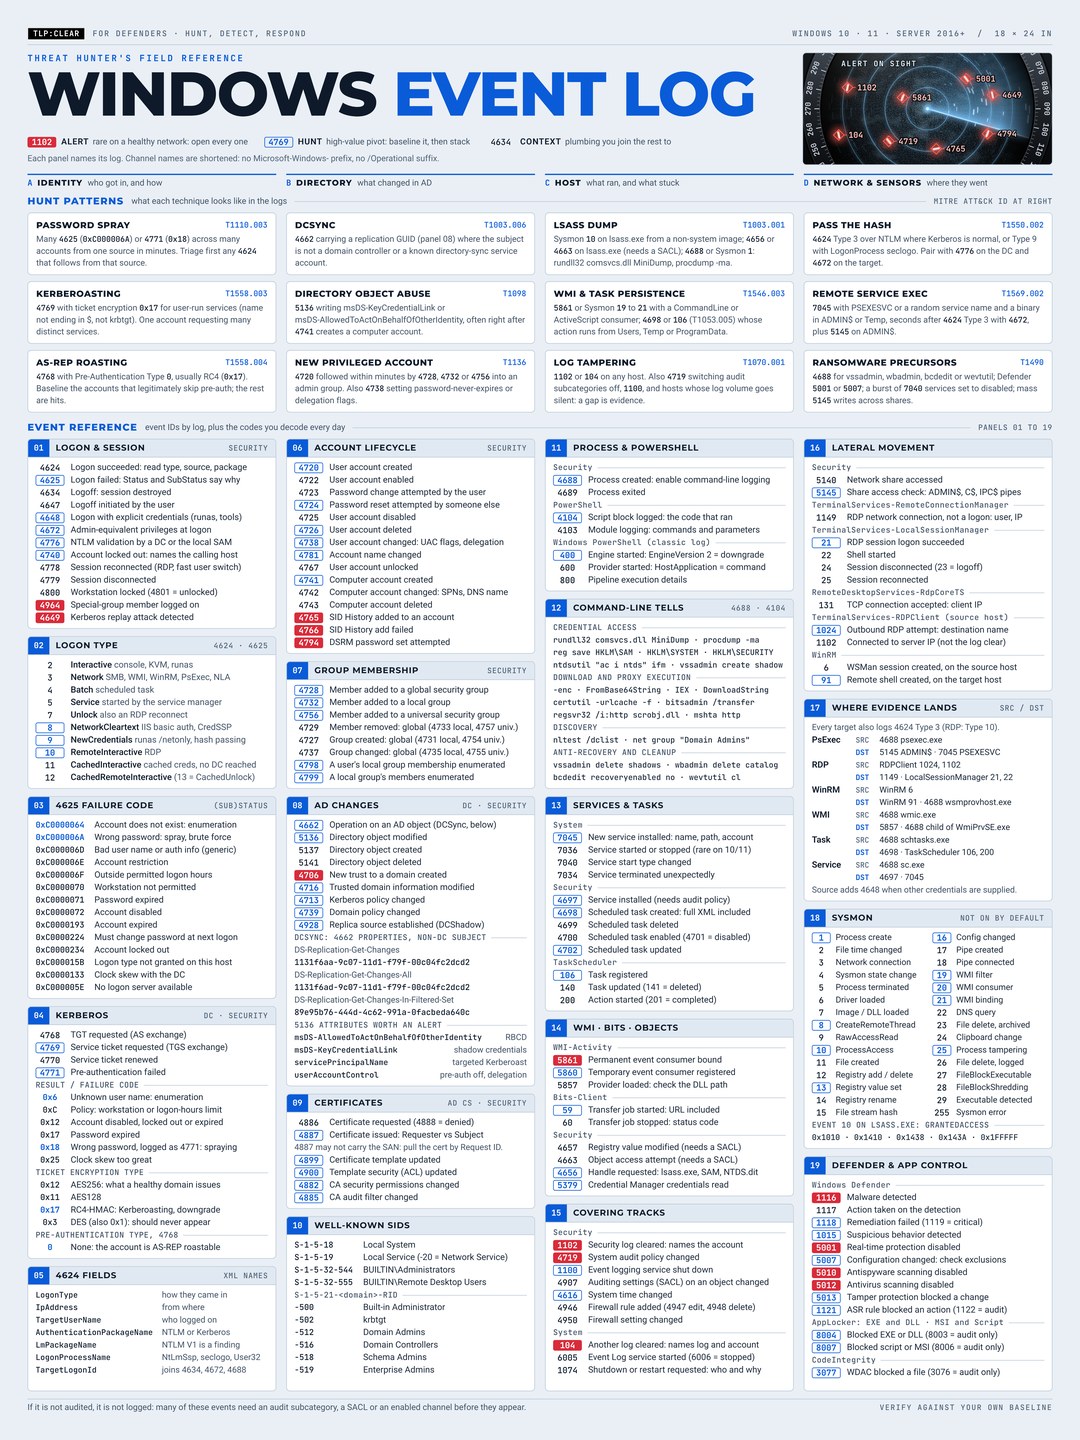 TLP:CLEAR FOR DEFENDERS · HUNT, DETECT, RESPOND
WINDOWS 10 · 11 · SERVER 2016+ / 18 × 24 IN
THREAT HUNTER'S FIELD REFERENCE
WINDOWS EVENT LOG
1102 ALERT rare on a healthy network: open every one 4769 HUNT high-value pivot: baseline it, then stack 4634 CONTEXT plumbing you join the rest to
Each panel names its log. Channel names are shortened: no Microsoft-Windows- prefix, no /Operational suffix.
ALERT ON SIGHT
290
280
270
260
250
70
80
90
100
110
1102
5861
5001
4649
104
4719
4765
4794
A IDENTITY who got in, and how
B DIRECTORY what changed in AD
C HOST what ran, and what stuck
D NETWORK & SENSORS where they went
HUNT PATTERNS what each technique looks like in the logs
MITRE ATT&CK ID AT RIGHT
PASSWORD SPRAY T1110.003
Many 4625 (0xC000006A) or 4771 (0x18) across many
accounts from one source in minutes. Triage first any 4624
that follows from that source.
DCSYNC T1003.006
4662 carrying a replication GUID (panel 08) where the subject
is not a domain controller or a known directory-sync service
account.
LSASS DUMP T1003.001
Sysmon 10 on lsass.exe from a non-system image; 4656 or
4663 on lsass.exe (needs a SACL); 4688 or Sysmon 1:
rundll32 comsvcs.dll MiniDump, procdump -ma.
PASS THE HASH T1550.002
4624 Type 3 over NTLM where Kerberos is normal, or Type 9
with LogonProcess seclogo. Pair with 4776 on the DC and
4672 on the target.
KERBEROASTING T1558.003
4769 with ticket encryption 0x17 for user-run services (name
not ending in $, not krbtgt). One account requesting many
distinct services.
DIRECTORY OBJECT ABUSE T1098
5136 writing msDS-KeyCredentialLink or
msDS-AllowedToActOnBehalfOfOtherIdentity, often right after
4741 creates a computer account.
WMI & TASK PERSISTENCE T1546.003
5861 or Sysmon 19 to 21 with a CommandLine or
ActiveScript consumer; 4698 or 106 (T1053.005) whose
action runs from Users, Temp or ProgramData.
REMOTE SERVICE EXEC T1569.002
7045 with PSEXESVC or a random service name and a binary
in ADMIN$ or Temp, seconds after 4624 Type 3 with 4672,
plus 5145 on ADMIN$.
AS-REP ROASTING T1558.004
4768 with Pre-Authentication Type 0, usually RC4 (0x17).
Baseline the accounts that legitimately skip pre-auth; the rest
are hits.
NEW PRIVILEGED ACCOUNT T1136
4720 followed within minutes by 4728, 4732 or 4756 into an
admin group. Also 4738 setting password-never-expires or
delegation flags.
LOG TAMPERING T1070.001
1102 or 104 on any host. Also 4719 switching audit
subcategories off, 1100, and hosts whose log volume goes
silent: a gap is evidence.
RANSOMWARE PRECURSORS T1490
4688 for vssadmin, wbadmin, bcdedit or wevtutil; Defender
5001 or 5007; a burst of 7040 services set to disabled; mass
5145 writes across shares.
EVENT REFERENCE event IDs by log, plus the codes you decode every day
PANELS 01 TO 19
01 LOGON & SESSION SECURITY
4624 Logon succeeded: read type, source, package
4625 Logon failed: Status and SubStatus say why
4634 Logoff: session destroyed
4647 Logoff initiated by the user
4648 Logon with explicit credentials (runas, tools)
4672 Admin-equivalent privileges at logon
4776 NTLM validation by a DC or the local SAM
4740 Account locked out: names the calling host
4778 Session reconnected (RDP, fast user switch)
4779 Session disconnected
4800 Workstation locked (4801 = unlocked)
4964 Special-group member logged on
4649 Kerberos replay attack detected
02 LOGON TYPE 4624 · 4625
2 Interactive console, KVM, runas
3 Network SMB, WMI, WinRM, PsExec, NLA
4 Batch scheduled task
5 Service started by the service manager
7 Unlock also an RDP reconnect
8 NetworkCleartext IIS basic auth, CredSSP
9 NewCredentials runas /netonly, hash passing
10 RemoteInteractive RDP
11 CachedInteractive cached creds, no DC reached
12 CachedRemoteInteractive (13 = CachedUnlock)
03 4625 FAILURE CODE (SUB)STATUS
0xC0000064 Account does not exist: enumeration
0xC000006A Wrong password: spray, brute force
0xC000006D Bad user name or auth info (generic)
0xC000006E Account restriction
0xC000006F Outside permitted logon hours
0xC0000070 Workstation not permitted
0xC0000071 Password expired
0xC0000072 Account disabled
0xC0000193 Account expired
0xC0000224 Must change password at next logon
0xC0000234 Account locked out
0xC000015B Logon type not granted on this host
0xC0000133 Clock skew with the DC
0xC000005E No logon server available
04 KERBEROS DC · SECURITY
4768 TGT requested (AS exchange)
4769 Service ticket requested (TGS exchange)
4770 Service ticket renewed
4771 Pre-authentication failed
RESULT / FAILURE CODE
0x6 Unknown user name: enumeration
0xC Policy: workstation or logon-hours limit
0x12 Account disabled, locked out or expired
0x17 Password expired
0x18 Wrong password, logged as 4771: spraying
0x25 Clock skew too great
TICKET ENCRYPTION TYPE
0x12 AES256: what a healthy domain issues
0x11 AES128
0x17 RC4-HMAC: Kerberoasting, downgrade
0x3 DES (also 0x1): should never appear
PRE-AUTHENTICATION TYPE, 4768
0 None: the account is AS-REP roastable
05 4624 FIELDS XML NAMES
LogonType how they came in
IpAddress from where
TargetUserName who logged on
AuthenticationPackageName NTLM or Kerberos
LmPackageName NTLM V1 is a finding
LogonProcessName NtLmSsp, seclogo, User32
TargetLogonId joins 4634, 4672, 4688
06 ACCOUNT LIFECYCLE SECURITY
4720 User account created
4722 User account enabled
4723 Password change attempted by the user
4724 Password reset attempted by someone else
4725 User account disabled
4726 User account deleted
4738 User account changed: UAC flags, delegation
4781 Account name changed
4767 User account unlocked
4741 Computer account created
4742 Computer account changed: SPNs, DNS name
4743 Computer account deleted
4765 SID History added to an account
4766 SID History add failed
4794 DSRM password set attempted
07 GROUP MEMBERSHIP SECURITY
4728 Member added to a global security group
4732 Member added to a local group
4756 Member added to a universal security group
4729 Member removed: global (4733 local, 4757 univ.)
4727 Group created: global (4731 local, 4754 univ.)
4737 Group changed: global (4735 local, 4755 univ.)
4798 A user's local group membership enumerated
4799 A local group's members enumerated
08 AD CHANGES DC · SECURITY
4662 Operation on an AD object (DCSync, below)
5136 Directory object modified
5137 Directory object created
5141 Directory object deleted
4706 New trust to a domain created
4716 Trusted domain information modified
4713 Kerberos policy changed
4739 Domain policy changed
4928 Replica source established (DCShadow)
DCSYNC: 4662 PROPERTIES, NON-DC SUBJECT
DS-Replication-Get-Changes
1131f6aa-9c07-11d1-f79f-00c04fc2dcd2
DS-Replication-Get-Changes-All
1131f6ad-9c07-11d1-f79f-00c04fc2dcd2
DS-Replication-Get-Changes-In-Filtered-Set
89e95b76-444d-4c62-991a-0facbeda640c
5136 ATTRIBUTES WORTH AN ALERT
msDS-AllowedToActOnBehalfOfOtherIdentity RBCD
msDS-KeyCredentialLink shadow credentials
servicePrincipalName targeted Kerberoast
userAccountControl pre-auth off, delegation
09 CERTIFICATES AD CS · SECURITY
4886 Certificate requested (4888 = denied)
4887 Certificate issued: Requester vs Subject
4887 may not carry the SAN: pull the cert by Request ID.
4899 Certificate template updated
4900 Template security (ACL) updated
4882 CA security permissions changed
4885 CA audit filter changed
10 WELL-KNOWN SIDS
S-1-5-18 Local System
S-1-5-19 Local Service (-20 = Network Service)
S-1-5-32-544 BUILTIN\Administrators
S-1-5-32-555 BUILTIN\Remote Desktop Users
S-1-5-21-<domain>-RID
-500 Built-in Administrator
-502 krbtgt
-512 Domain Admins
-516 Domain Controllers
-518 Schema Admins
-519 Enterprise Admins
11 PROCESS & POWERSHELL
Security
4688 Process created: enable command-line logging
4689 Process exited
PowerShell
4104 Script block logged: the code that ran
4103 Module logging: commands and parameters
Windows PowerShell (classic log)
400 Engine started: EngineVersion 2 = downgrade
600 Provider started: HostApplication = command
800 Pipeline execution details
12 COMMAND-LINE TELLS 4688 · 4104
CREDENTIAL ACCESS
rundll32 comsvcs.dll MiniDump · procdump -ma
reg save HKLM\SAM · HKLM\SYSTEM · HKLM\SECURITY
ntdsutil "ac i ntds" ifm · vssadmin create shadow
DOWNLOAD AND PROXY EXECUTION
-enc · FromBase64String · IEX · DownloadString
certutil -urlcache -f · bitsadmin /transfer
regsvr32 /i:http scrobj.dll · mshta http
DISCOVERY
nltest /dclist · net group "Domain Admins"
ANTI-RECOVERY AND CLEANUP
vssadmin delete shadows · wbadmin delete catalog
bcdedit recoveryenabled no · wevtutil cl
13 SERVICES & TASKS
System
7045 New service installed: name, path, account
7036 Service started or stopped (rare on 10/11)
7040 Service start type changed
7034 Service terminated unexpectedly
Security
4697 Service installed (needs audit policy)
4698 Scheduled task created: full XML included
4699 Scheduled task deleted
4700 Scheduled task enabled (4701 = disabled)
4702 Scheduled task updated
TaskScheduler
106 Task registered
140 Task updated (141 = deleted)
200 Action started (201 = completed)
14 WMI · BITS · OBJECTS
WMI-Activity
5861 Permanent event consumer bound
5860 Temporary event consumer registered
5857 Provider loaded: check the DLL path
Bits-Client
59 Transfer job started: URL included
60 Transfer job stopped: status code
Security
4657 Registry value modified (needs a SACL)
4663 Object access attempt (needs a SACL)
4656 Handle requested: lsass.exe, SAM, NTDS.dit
5379 Credential Manager credentials read
15 COVERING TRACKS
Security
1102 Security log cleared: names the account
4719 System audit policy changed
1100 Event logging service shut down
4907 Auditing settings (SACL) on an object changed
4616 System time changed
4946 Firewall rule added (4947 edit, 4948 delete)
4950 Firewall setting changed
System
104 Another log cleared: names log and account
6005 Event Log service started (6006 = stopped)
1074 Shutdown or restart requested: who and why
16 LATERAL MOVEMENT
Security
5140 Network share accessed
5145 Share access check: ADMIN$, C$, IPC$ pipes
TerminalServices-RemoteConnectionManager
1149 RDP network connection, not a logon: user, IP
TerminalServices-LocalSessionManager
21 RDP session logon succeeded
22 Shell started
24 Session disconnected (23 = logoff)
25 Session reconnected
RemoteDesktopServices-RdpCoreTS
131 TCP connection accepted: client IP
TerminalServices-RDPClient (source host)
1024 Outbound RDP attempt: destination name
1102 Connected to server IP (not the log clear)
WinRM
6 WSMan session created, on the source host
91 Remote shell created, on the target host
17 WHERE EVIDENCE LANDS SRC / DST
Every target also logs 4624 Type 3 (RDP: Type 10).
PsExec SRC 4688 psexec.exe
DST 5145 ADMIN$ · 7045 PSEXESVC
RDP SRC RDPClient 1024, 1102
DST 1149 · LocalSessionManager 21, 22
WinRM SRC WinRM 6
DST WinRM 91 · 4688 wsmprovhost.exe
WMI SRC 4688 wmic.exe
DST 5857 · 4688 child of WmiPrvSE.exe
Task SRC 4688 schtasks.exe
DST 4698 · TaskScheduler 106, 200
Service SRC 4688 sc.exe
DST 4697 · 7045
Source adds 4648 when other credentials are supplied.
18 SYSMON NOT ON BY DEFAULT
1 Process create 16 Config changed
2 File time changed 17 Pipe created
3 Network connection 18 Pipe connected
4 Sysmon state change 19 WMI filter
5 Process terminated 20 WMI consumer
6 Driver loaded 21 WMI binding
7 Image / DLL loaded 22 DNS query
8 CreateRemoteThread 23 File delete, archived
9 RawAccessRead 24 Clipboard change
10 ProcessAccess 25 Process tampering
11 File created 26 File delete, logged
12 Registry add / delete 27 FileBlockExecutable
13 Registry value set 28 FileBlockShredding
14 Registry rename 29 Executable detected
15 File stream hash 255 Sysmon error
EVENT 10 ON LSASS.EXE: GRANTEDACCESS
0x1010 · 0x1410 · 0x1438 · 0x143A · 0x1FFFFF
19 DEFENDER & APP CONTROL
Windows Defender
1116 Malware detected
1117 Action taken on the detection
1118 Remediation failed (1119 = critical)
1015 Suspicious behavior detected
5001 Real-time protection disabled
5007 Configuration changed: check exclusions
5010 Antispyware scanning disabled
5012 Antivirus scanning disabled
5013 Tamper protection blocked a change
1121 ASR rule blocked an action (1122 = audit)
AppLocker: EXE and DLL · MSI and Script
8004 Blocked EXE or DLL (8003 = audit only)
8007 Blocked script or MSI (8006 = audit only)
CodeIntegrity
3077 WDAC blocked a file (3076 = audit only)
If it is not audited, it is not logged: many of these events need an audit subcategory, a SACL or an enabled channel before they appear.
VERIFY AGAINST YOUR OWN BASELINE